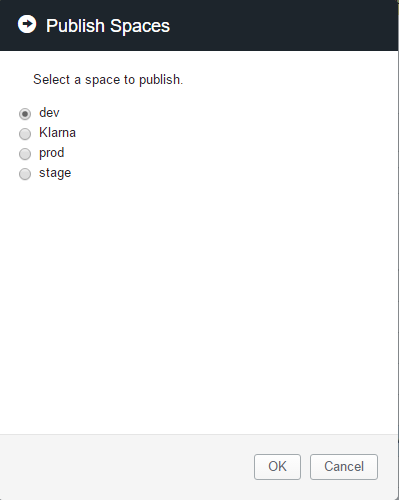 Publish Spaces
Select a space to publish.
dev
Klarna
prod
stage
OK
Cancel